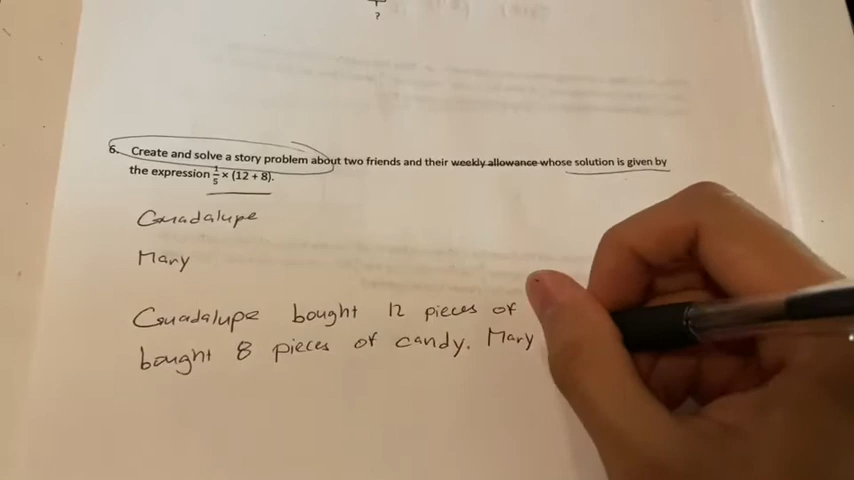 ?
6. Create and solve a story problem about two friends and their weekly allowance whose solution is given by
the expression 1/5 × (12 + 8).
Guadalupe
Mary
Guadalupe bought 12 pieces of
bought 8 pieces of candy. Mary